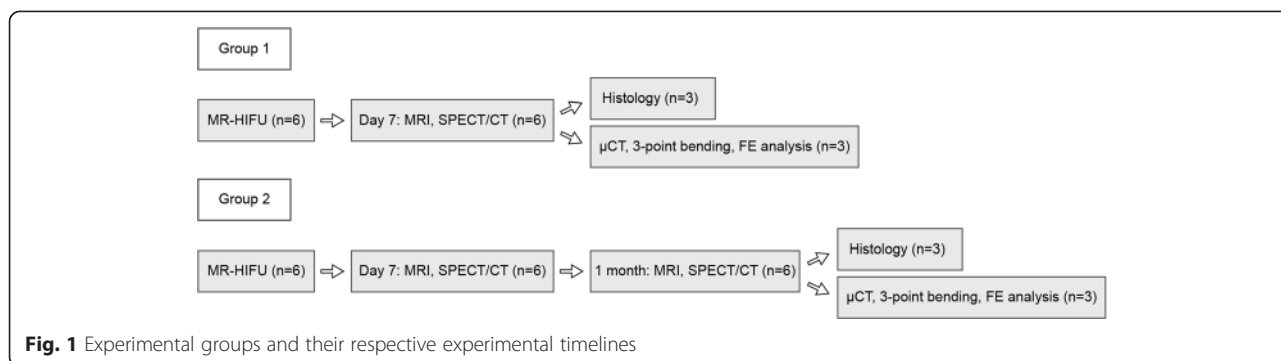 Group 1
MR-HIFU (n=6)
Day 7: MRI, SPECT/CT (n=6)
Histology (n=3)
µCT, 3-point bending, FE analysis (n=3)
Group 2
MR-HIFU (n=6)
Day 7: MRI, SPECT/CT (n=6)
1 month: MRI, SPECT/CT (n=6)
Histology (n=3)
µCT, 3-point bending, FE analysis (n=3)
Fig. 1 Experimental groups and their respective experimental timelines